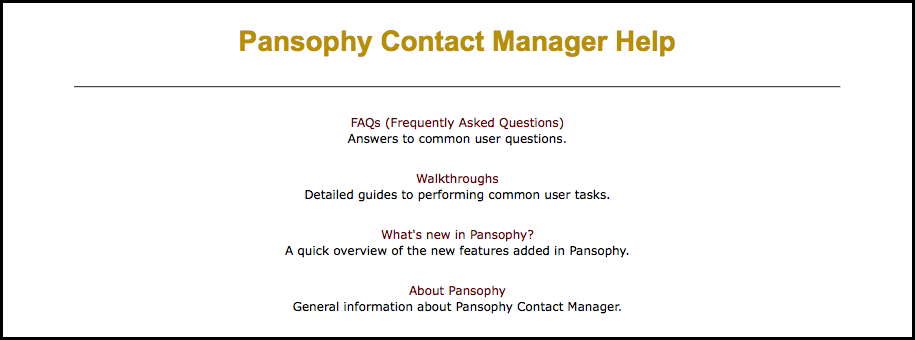 Pansophy Contact Manager Help
FAQs (Frequently Asked Questions)
Answers to common user questions.
Walkthroughs
Detailed guides to performing common user tasks.
What's new in Pansophy?
A quick overview of the new features added in Pansophy.
About Pansophy
General information about Pansophy Contact Manager.